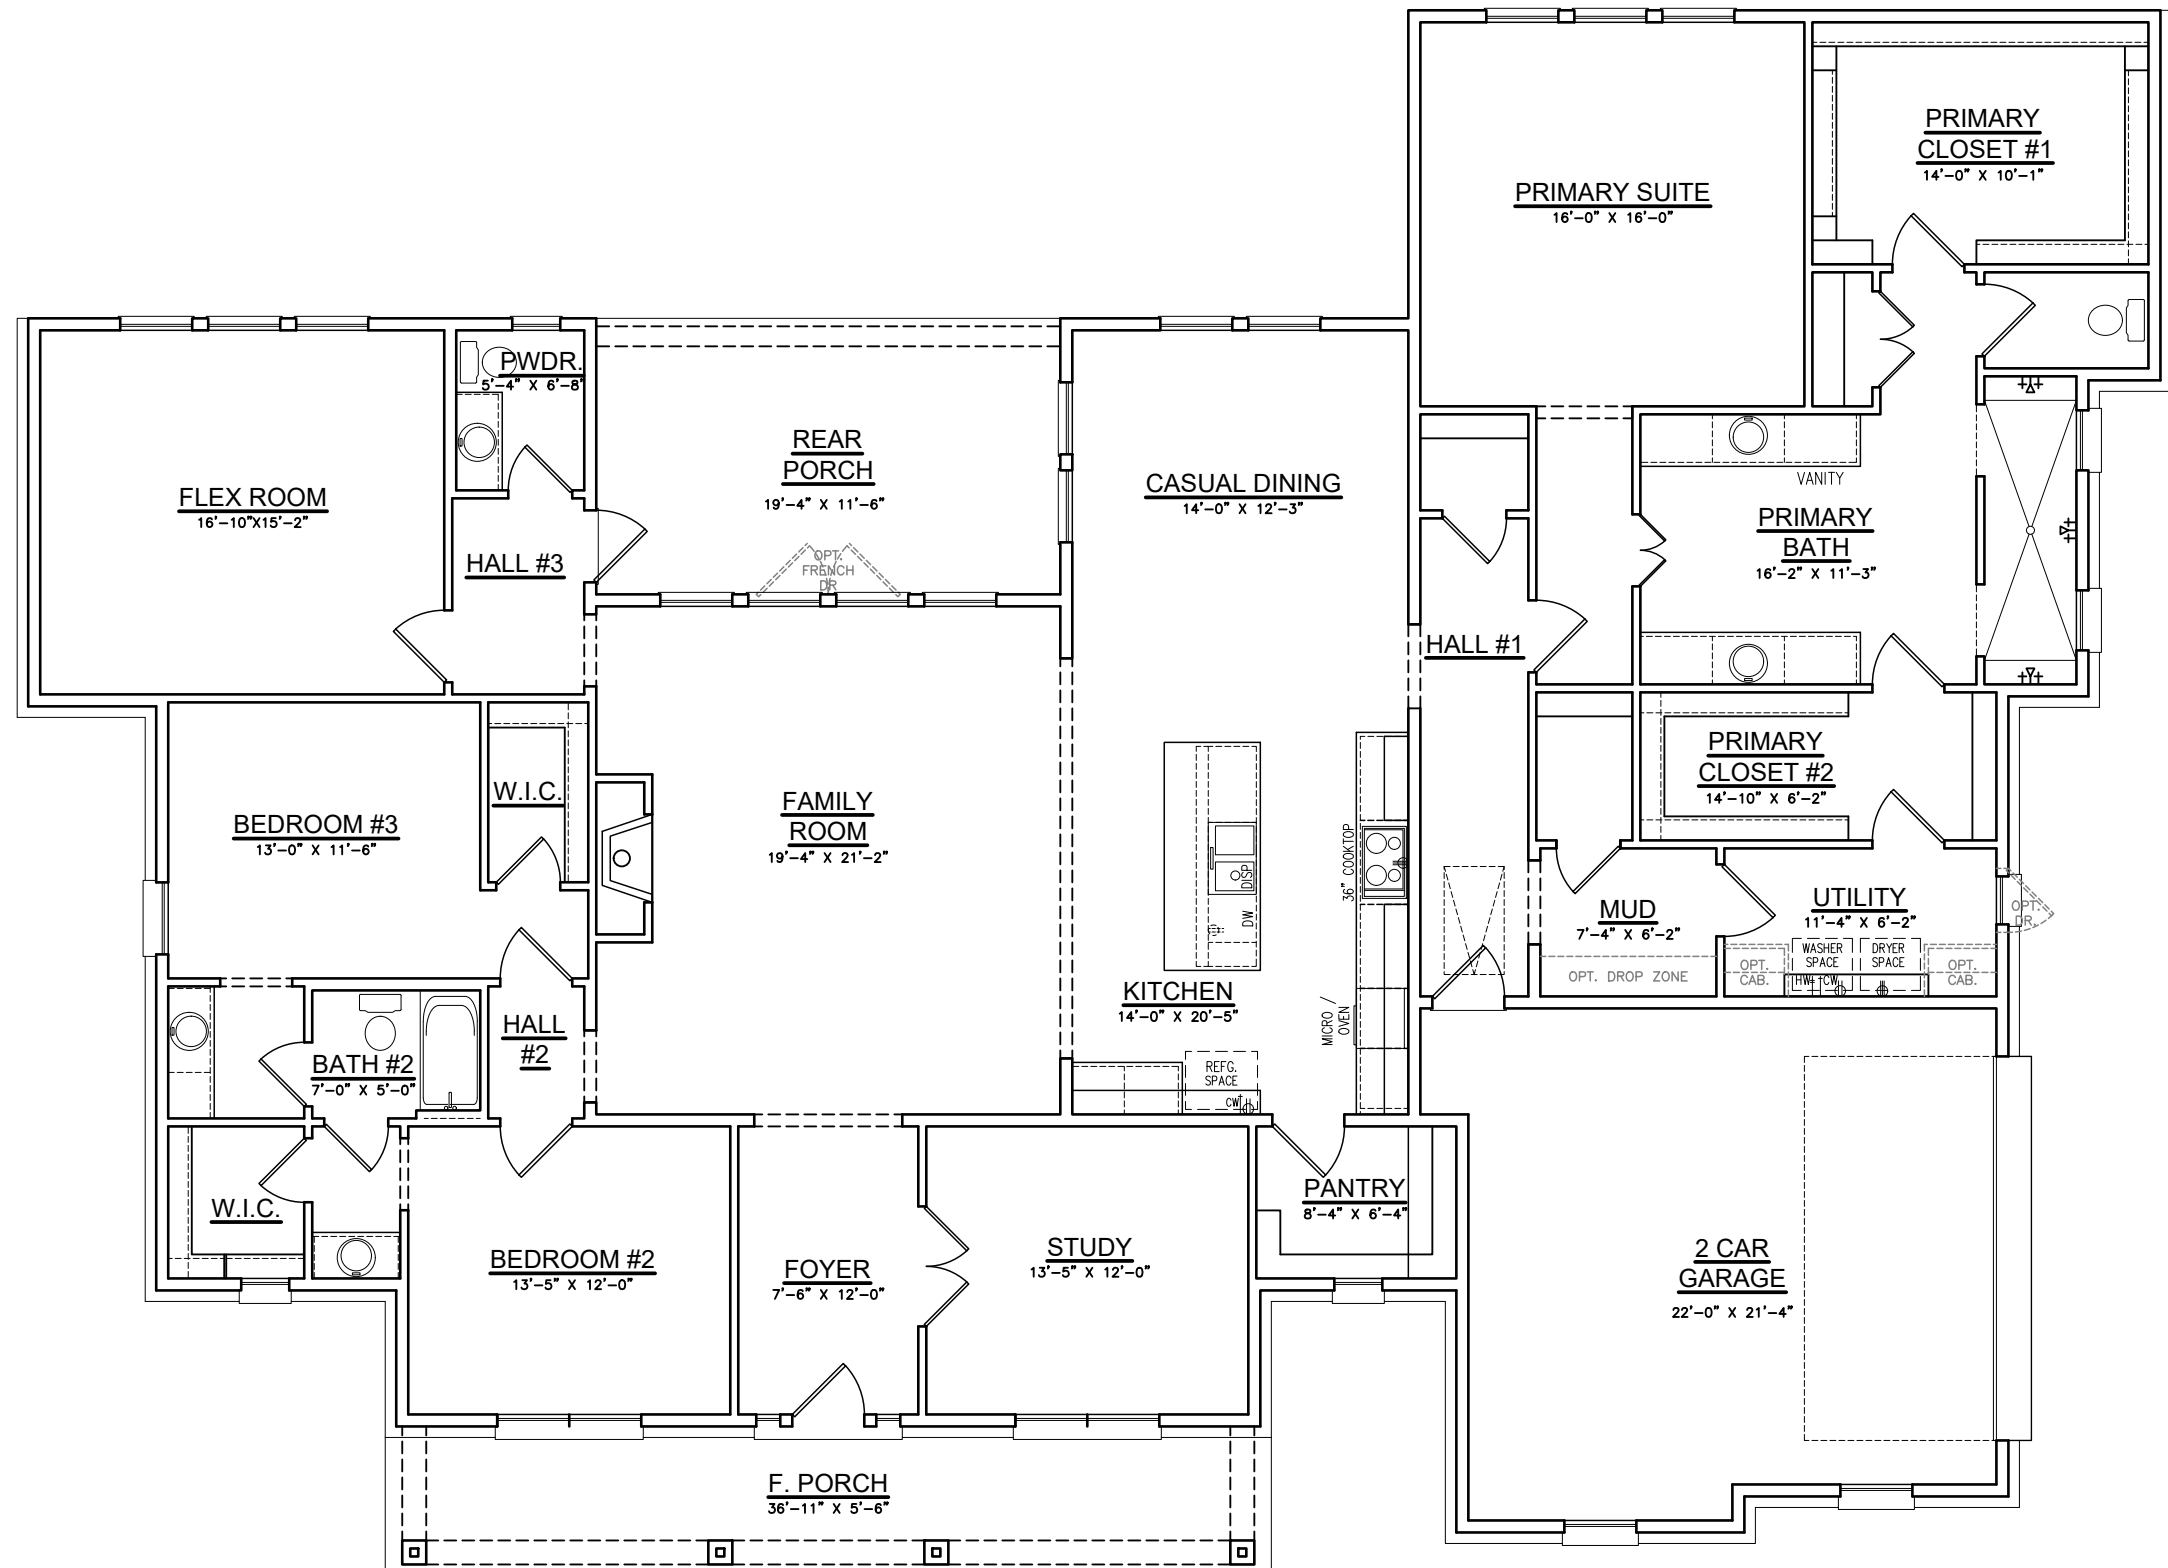 PRIMARY
CLOSET #1
14'-0" X 10'-1"
PRIMARY SUITE
16'-0" X 16'-0"
PWDR.
5'-4" X 6'-8"
REAR
PORCH
19'-4" X 11'-6"
CASUAL DINING
14'-0" X 12'-3"
VANITY
FLEX ROOM
16'-10"X15'-2"
PRIMARY
BATH
16'-2" X 11'-3"
HALL #3
OPT.
FRENCH
DR
HALL #1
PRIMARY
CLOSET #2
14'-10" X 6'-2"
W.I.C.
FAMILY
ROOM
19'-4" X 21'-2"
BEDROOM #3
13'-0" X 11'-6"
36" COOKTOP
DISP
DW
MUD
7'-4" X 6'-2"
UTILITY
11'-4" X 6'-2"
OPT.
DR.
WASHER
SPACE
DRYER
SPACE
OPT. DROP ZONE
OPT.
CAB.
HW
CW
OPT.
CAB.
KITCHEN
14'-0" X 20'-5"
MICRO /
OVEN
HALL
#2
BATH #2
7'-0" X 5'-0"
REFG.
SPACE
CW
PANTRY
8'-4" X 6'-4"
W.I.C.
BEDROOM #2
13'-5" X 12'-0"
FOYER
7'-6" X 12'-0"
STUDY
13'-5" X 12'-0"
2 CAR
GARAGE
22'-0" X 21'-4"
F. PORCH
36'-11" X 5'-6"